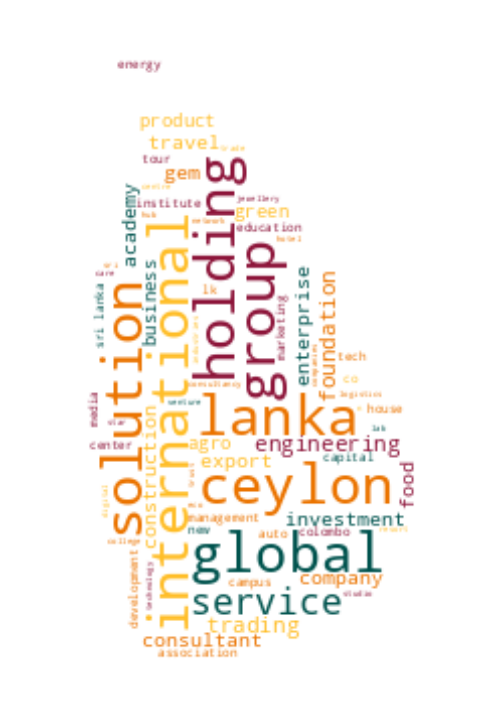 energy
product
travel
trade
tour
gem
institute
jewellery
academy
holding
hub
green
network
education
hotel
international
group
business
sri lanka
care
lk
enterprise
foundation
marketing
solution
tech
co
consultancy
logistics
media
venture
lanka
house
star
construction
lab
center
agro
engineering
export
capital
food
ceylon
digital
management
investment
new
auto
colombo
college
global
development
technology
campus
company
service
studio
trading
consultant
association